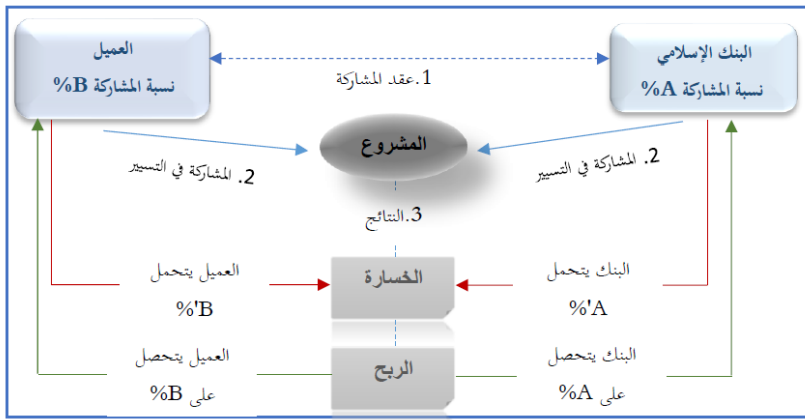 البنك الإسلامي
نسبة المشاركة A%
العميل
نسبة المشاركة B%
1.عقد المشاركة
المشروع
2. المشاركة في التسيير
2. المشاركة في التسيير
3.النتائج
البنك يتحمل
A'%
الخسارة
العميل يتحمل
B'%
البنك يتحصل
على A%
الربح
العميل يتحصل
على B%